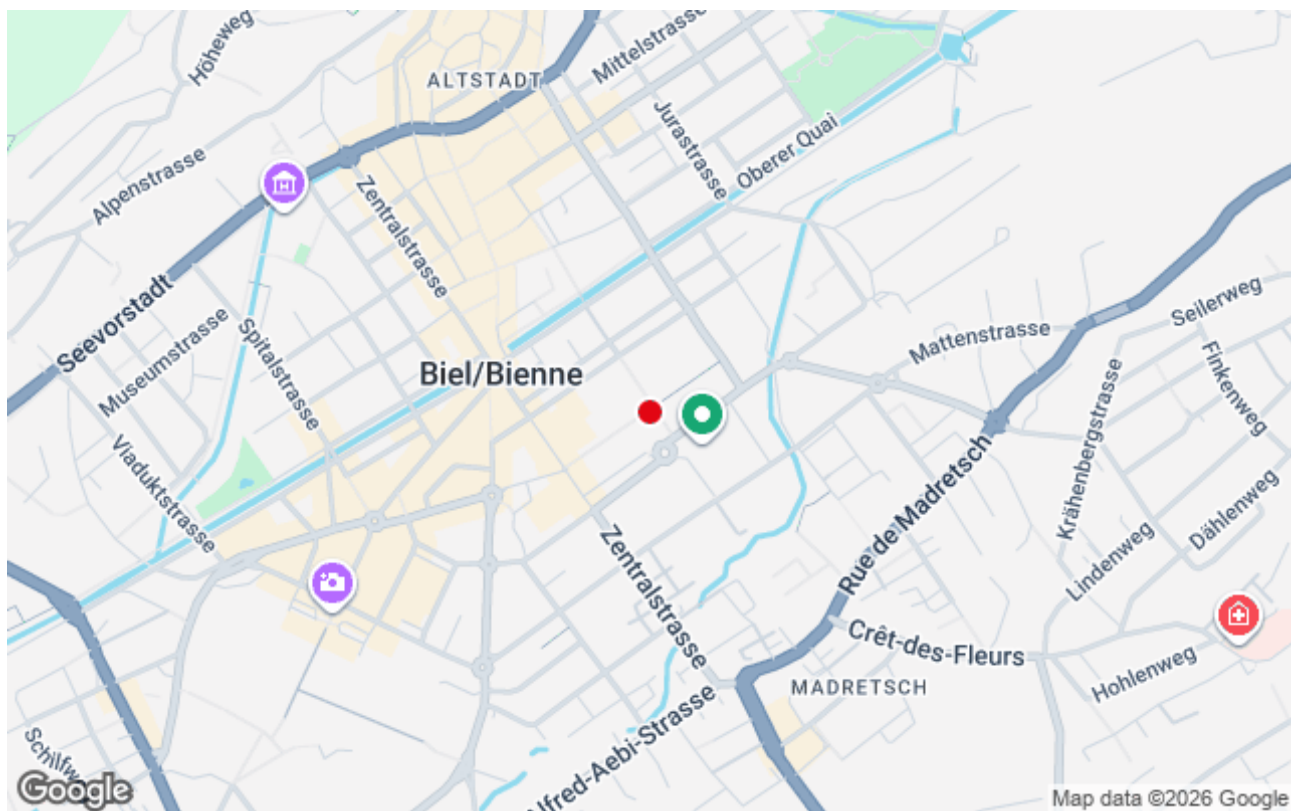 Höheweg
Mittelstrasse
ALTSTADT
Jurastrasse
Oberer Quai
Alpenstrasse
Zentralstrasse
Seevorstadt
Museumstrasse
Spitalstrasse
Viaduktstrasse
Biel/Bienne
Mattenstrasse
Seilerweg
Finkenweg
Krähenbergstrasse
Rue de Madretsch
Dählenweg
Lindenweg
Zentralstrasse
Crêt-des-Fleurs
Hohlenweg
MADRETSCH
Alfred-Aebi-Strasse
Google
Map data ©2026 Google